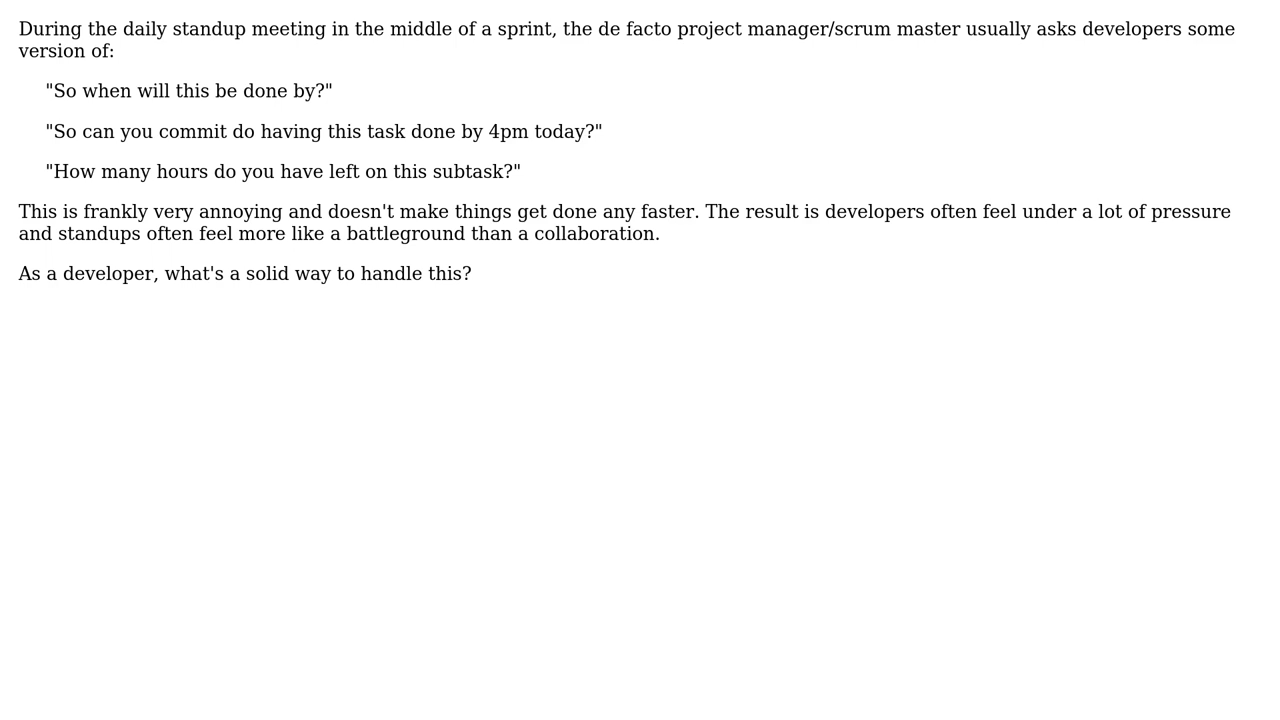 During the daily standup meeting in the middle of a sprint, the de facto project manager/scrum master usually asks developers some
version of:
"So when will this be done by?"
"So can you commit do having this task done by 4pm today?"
"How many hours do you have left on this subtask?"
This is frankly very annoying and doesn't make things get done any faster. The result is developers often feel under a lot of pressure
and standups often feel more like a battleground than a collaboration.
As a developer, what's a solid way to handle this?